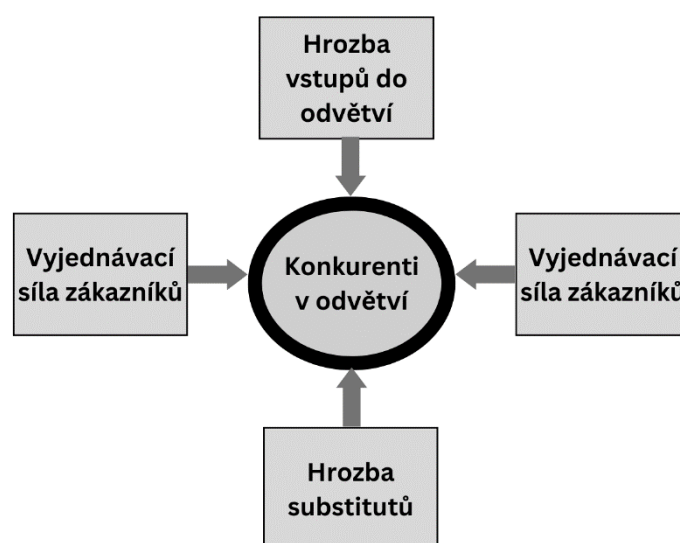 Hrozba
vstupů do
odvětví
Vyjednávací
síla zákazníků
Konkurenti
v odvětví
Vyjednávací
síla zákazníků
Hrozba
substitutů